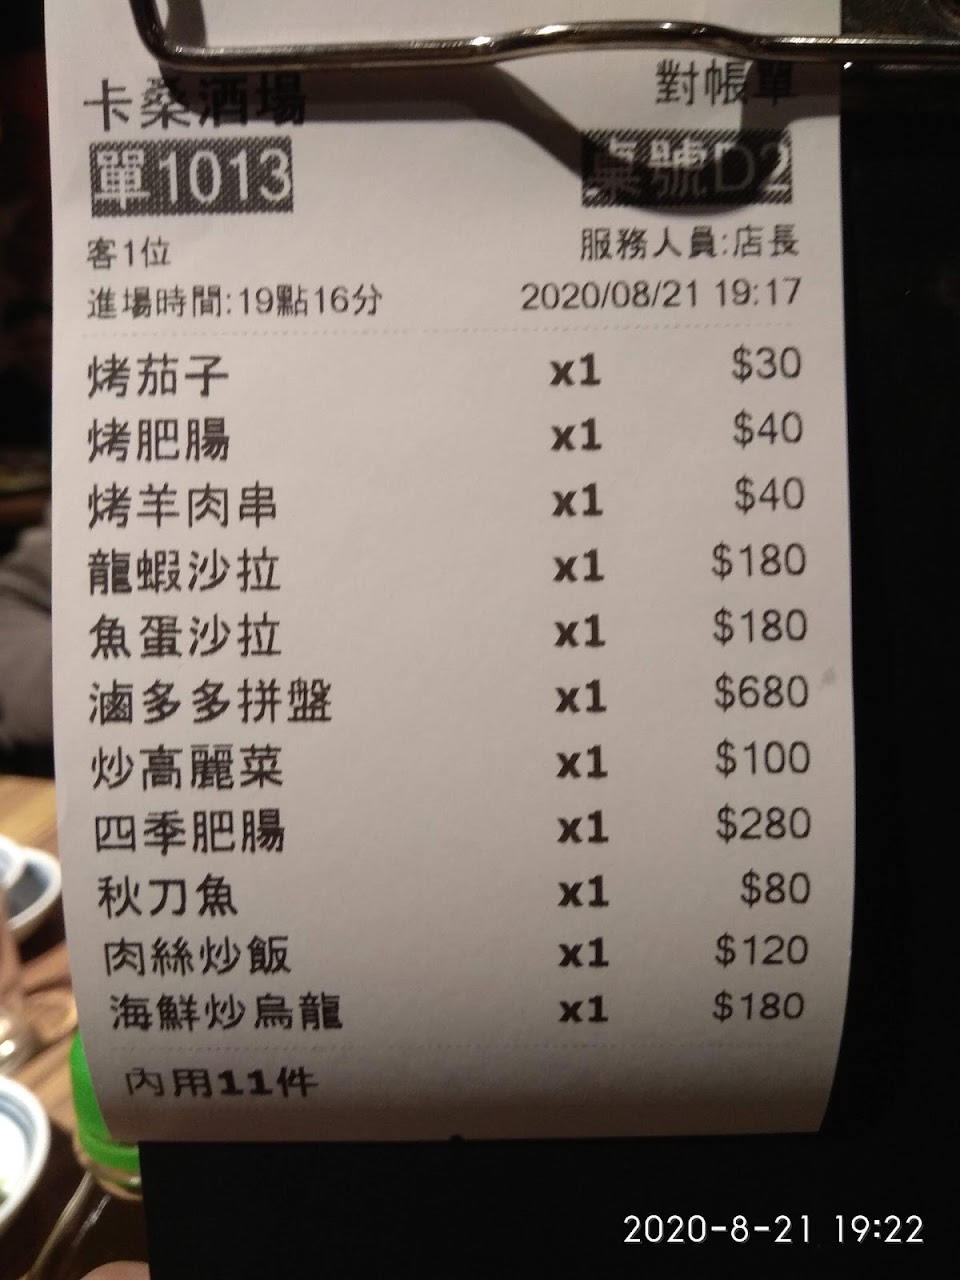 卡桑酒場 對帳單
單1013 桌號D2
客1位 服務人員:店長
進場時間:19點16分 2020/08/21 19:17
烤茄子 x1 $30
烤肥腸 x1 $40
烤羊肉串 x1 $40
龍蝦沙拉 x1 $180
魚蛋沙拉 x1 $180
滷多多拼盤 x1 $680
炒高麗菜 x1 $100
四季肥腸 x1 $280
秋刀魚 x1 $80
肉絲炒飯 x1 $120
海鮮炒烏龍 x1 $180
內用11件
2020-8-21 19:22